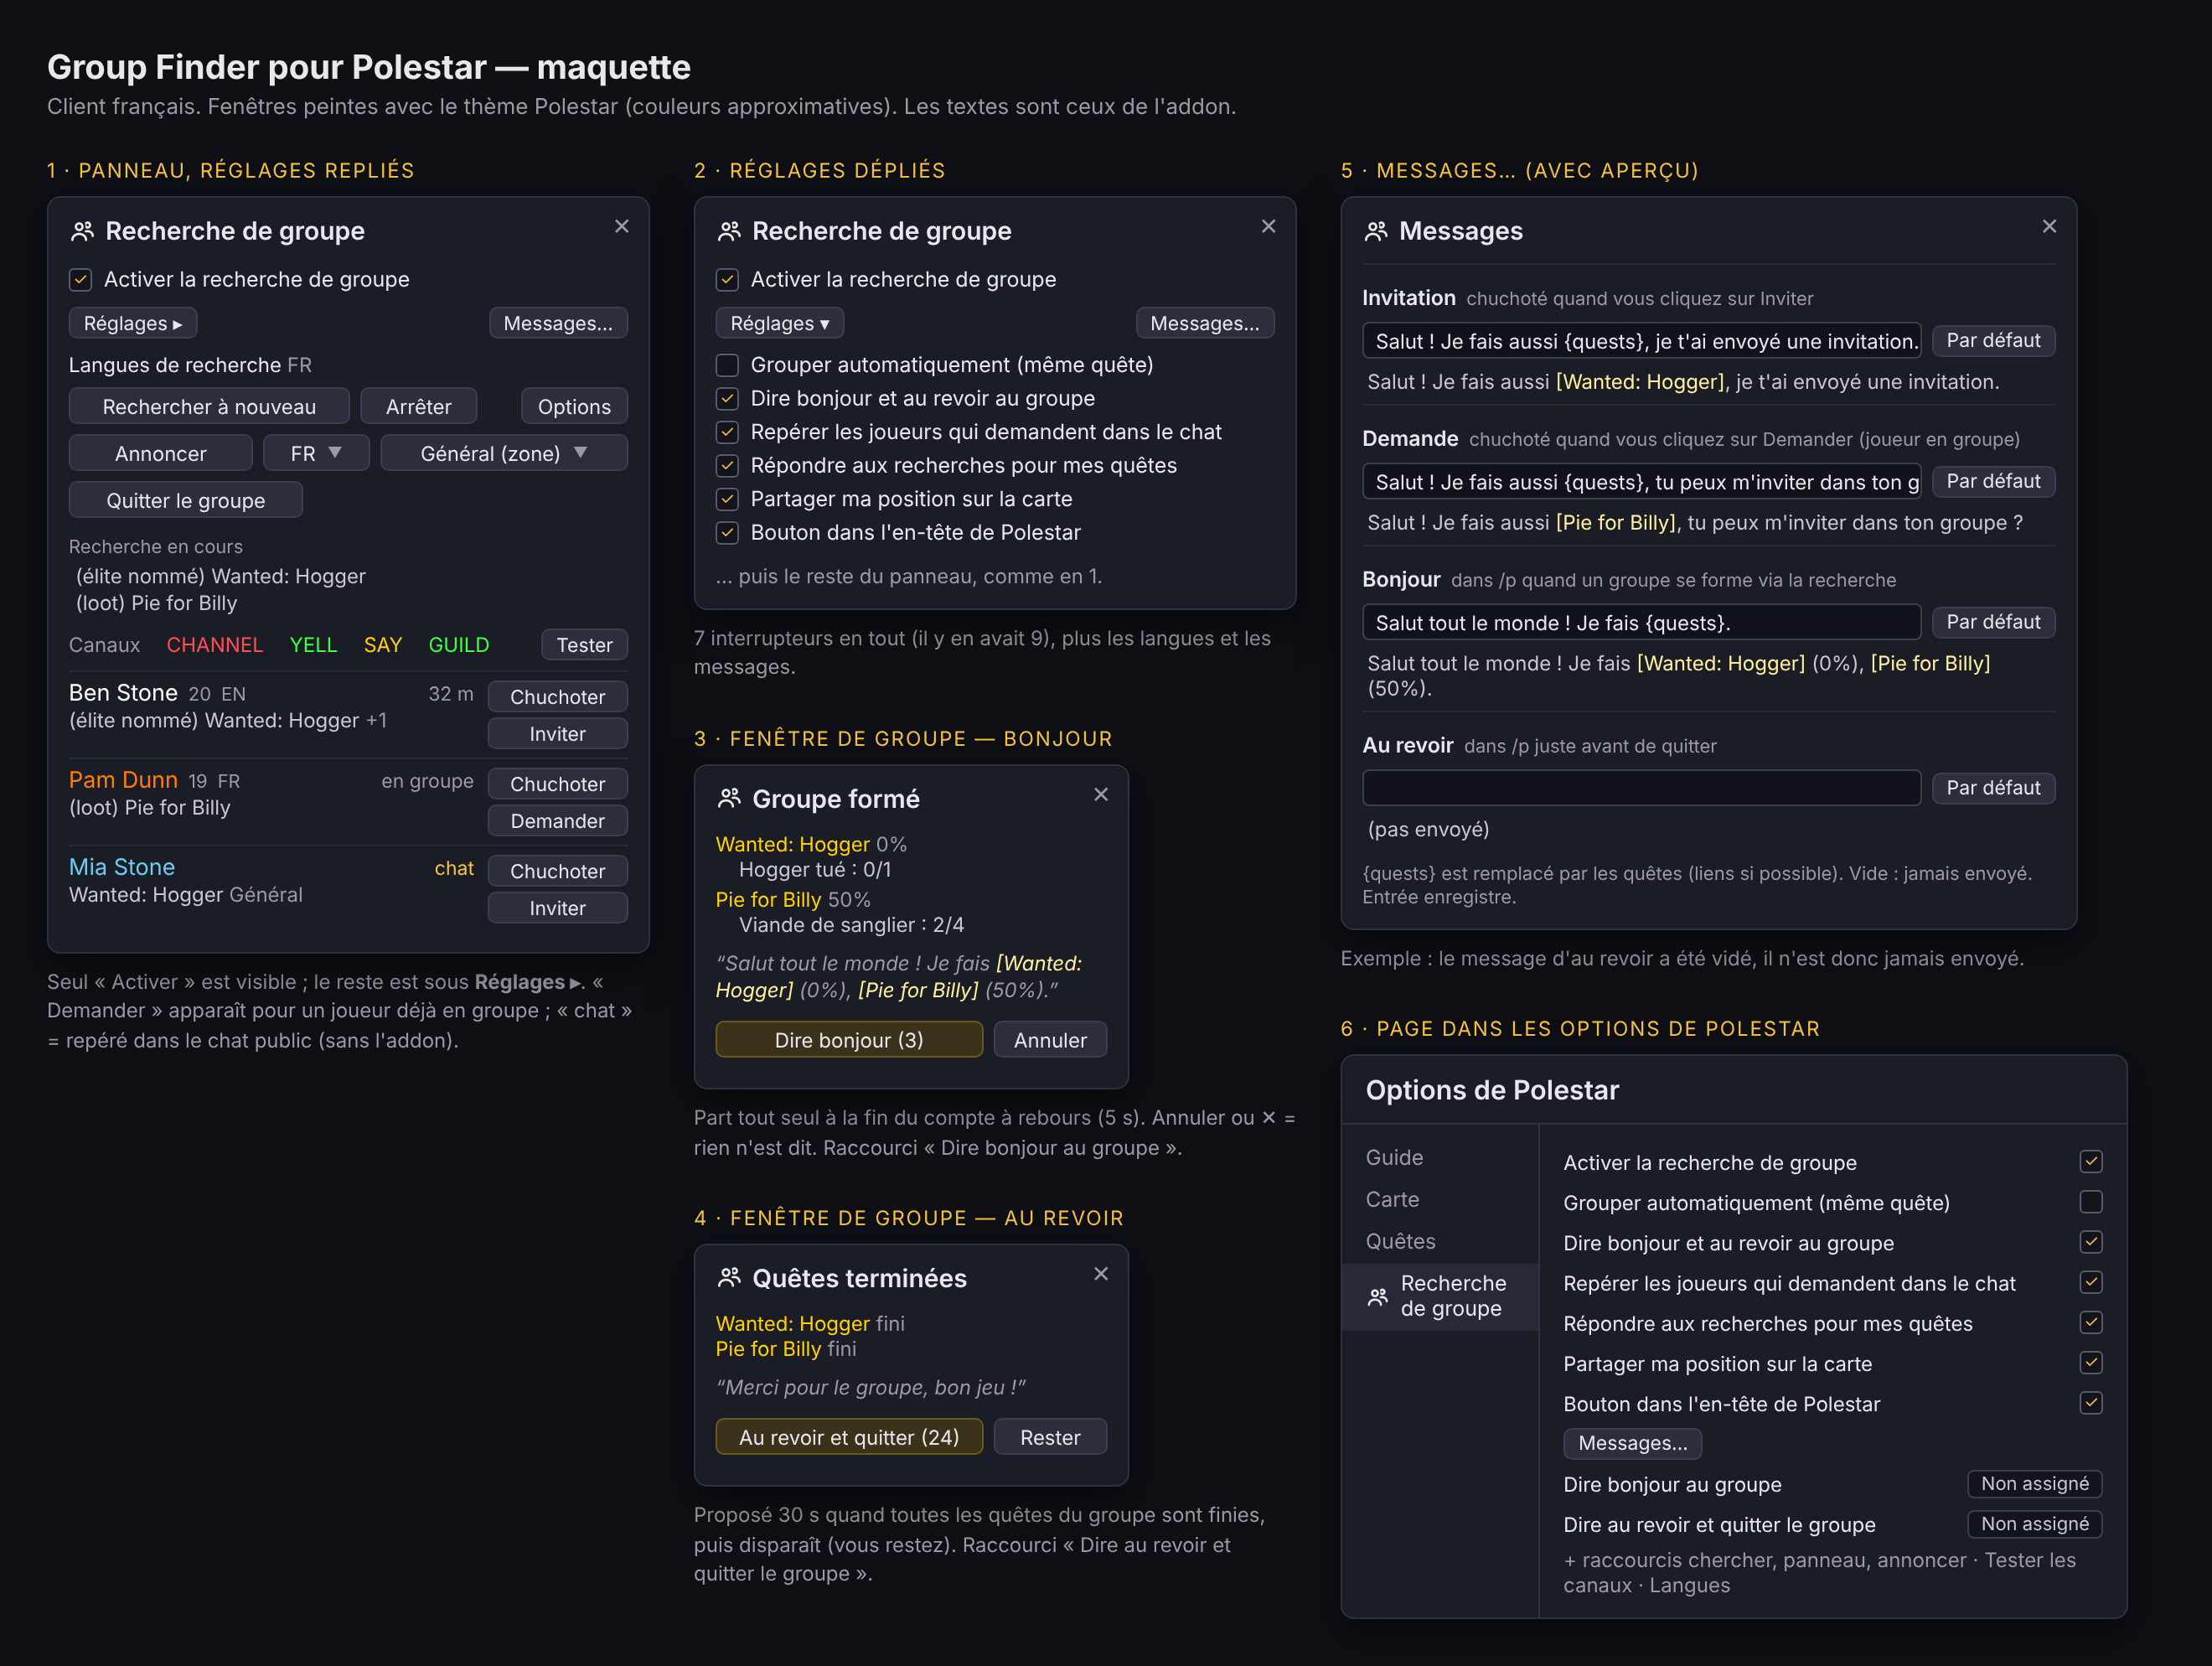 Group Finder pour Polestar — maquette
Client français. Fenêtres peintes avec le thème Polestar (couleurs approximatives). Les textes sont ceux de l'addon.
1 · PANNEAU, RÉGLAGES REPLIÉS
Recherche de groupe ✕
Activer la recherche de groupe
Réglages ▸ Messages…
Langues de recherche FR
Rechercher à nouveau Arrêter Options
Annoncer FR ▼ Général (zone) ▼
Quitter le groupe
Recherche en cours
(élite nommé) Wanted: Hogger
(loot) Pie for Billy
Canaux CHANNEL YELL SAY GUILD Tester
Ben Stone 20 EN 32 m Chuchoter
(élite nommé) Wanted: Hogger +1
Inviter
Pam Dunn 19 FR en groupe Chuchoter
(loot) Pie for Billy
Demander
Mia Stone chat Chuchoter
Wanted: Hogger Général
Inviter
Seul « Activer » est visible ; le reste est sous Réglages ▸. «
Demander » apparaît pour un joueur déjà en groupe ; « chat »
= repéré dans le chat public (sans l'addon).
2 · RÉGLAGES DÉPLIÉS
Recherche de groupe ✕
Activer la recherche de groupe
Réglages ▾ Messages…
Grouper automatiquement (même quête)
Dire bonjour et au revoir au groupe
Repérer les joueurs qui demandent dans le chat
Répondre aux recherches pour mes quêtes
Partager ma position sur la carte
Bouton dans l'en-tête de Polestar
… puis le reste du panneau, comme en 1.
7 interrupteurs en tout (il y en avait 9), plus les langues et les
messages.
3 · FENÊTRE DE GROUPE — BONJOUR
Groupe formé ✕
Wanted: Hogger 0%
Hogger tué : 0/1
Pie for Billy 50%
Viande de sanglier : 2/4
“Salut tout le monde ! Je fais [Wanted:
Hogger] (0%), [Pie for Billy] (50%).”
Dire bonjour (3) Annuler
Part tout seul à la fin du compte à rebours (5 s). Annuler ou ✕ =
rien n'est dit. Raccourci « Dire bonjour au groupe ».
4 · FENÊTRE DE GROUPE — AU REVOIR
Quêtes terminées ✕
Wanted: Hogger fini
Pie for Billy fini
“Merci pour le groupe, bon jeu !”
Au revoir et quitter (24) Rester
Proposé 30 s quand toutes les quêtes du groupe sont finies,
puis disparaît (vous restez). Raccourci « Dire au revoir et
quitter le groupe ».
5 · MESSAGES… (AVEC APERÇU)
Messages ✕
Invitation chuchoté quand vous cliquez sur Inviter
Salut ! Je fais aussi {quests}, je t'ai envoyé une invitation. Par défaut
Salut ! Je fais aussi [Wanted: Hogger], je t'ai envoyé une invitation.
Demande chuchoté quand vous cliquez sur Demander (joueur en groupe)
Salut ! Je fais aussi {quests}, tu peux m'inviter dans ton g Par défaut
Salut ! Je fais aussi [Pie for Billy], tu peux m'inviter dans ton groupe ?
Bonjour dans /p quand un groupe se forme via la recherche
Salut tout le monde ! Je fais {quests}. Par défaut
Salut tout le monde ! Je fais [Wanted: Hogger] (0%), [Pie for Billy]
(50%).
Au revoir dans /p juste avant de quitter
Par défaut
(pas envoyé)
{quests} est remplacé par les quêtes (liens si possible). Vide : jamais envoyé.
Entrée enregistre.
Exemple : le message d'au revoir a été vidé, il n'est donc jamais envoyé.
6 · PAGE DANS LES OPTIONS DE POLESTAR
Options de Polestar
Guide
Carte
Quêtes
Recherche
de groupe
Activer la recherche de groupe
Grouper automatiquement (même quête)
Dire bonjour et au revoir au groupe
Repérer les joueurs qui demandent dans le chat
Répondre aux recherches pour mes quêtes
Partager ma position sur la carte
Bouton dans l'en-tête de Polestar
Messages…
Dire bonjour au groupe Non assigné
Dire au revoir et quitter le groupe Non assigné
+ raccourcis chercher, panneau, annoncer · Tester les
canaux · Langues